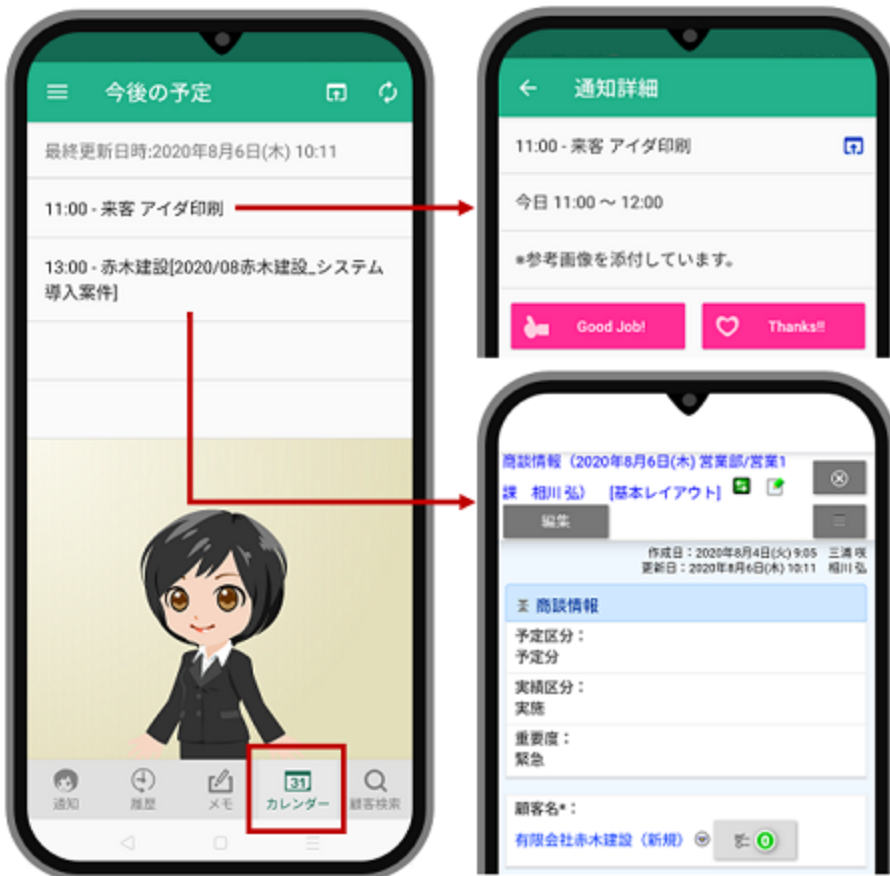 今後の予定
最終更新日時:2020年8月6日(木) 10:11
11:00 - 来客 アイダ印刷
13:00 - 赤木建設[2020/08赤木建設_システム
導入案件]
通知
履歴
メモ
31
カレンダー
顧客検索
通知詳細
11:00 - 来客 アイダ印刷
今日 11:00 ～ 12:00
*参考画像を添付しています。
Good Job!
Thanks!!
商談情報（2020年8月6日(木) 営業部/営業1
課 相川 弘） [基本レイアウト]
編集
作成日：2020年8月4日(火) 9:05 三浦 咲
更新日：2020年8月6日(木) 10:11 相川 弘
商談情報
予定区分：
予定分
実績区分：
実施
重要度：
緊急
顧客名*：
有限会社赤木建設（新規）
0